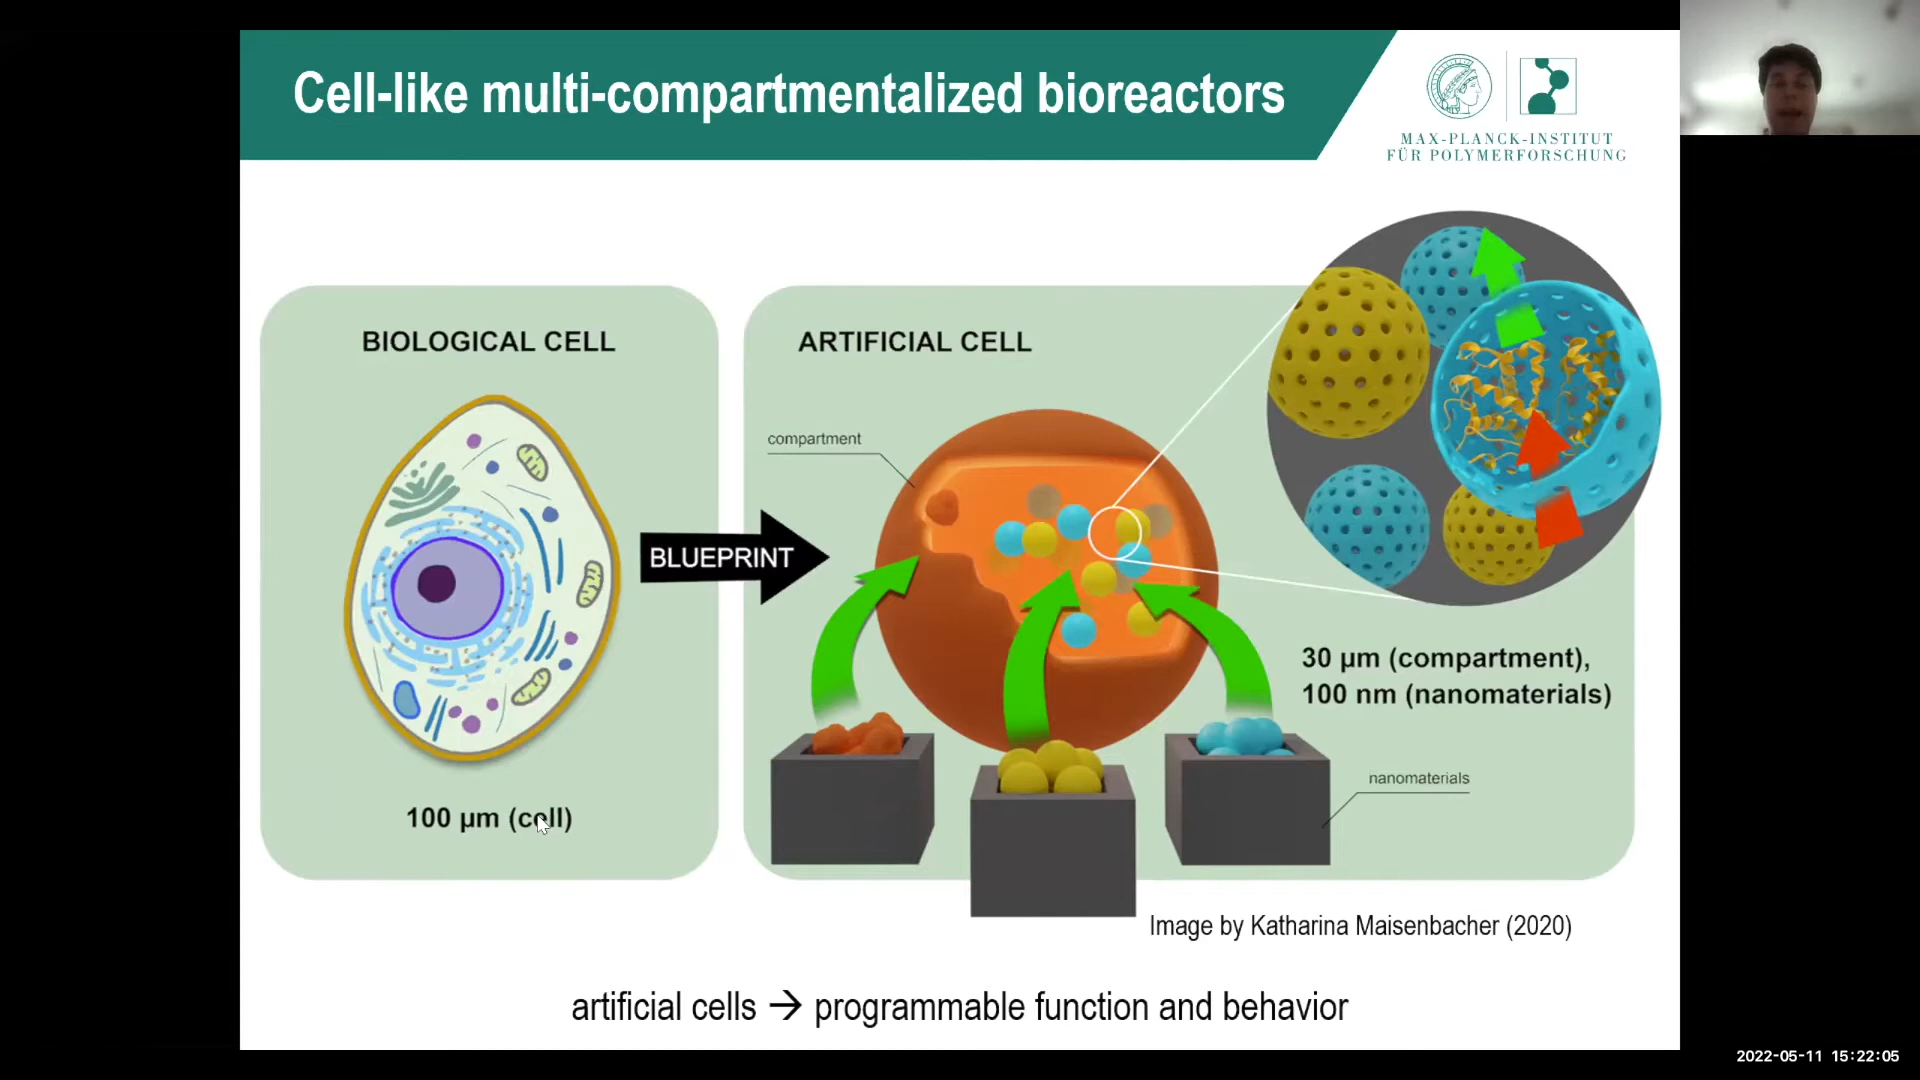 Cell-like multi-compartmentalized bioreactors
MAX-PLANCK-INSTITUT
FÜR POLYMERFORSCHUNG
BIOLOGICAL CELL
ARTIFICIAL CELL
compartment
BLUEPRINT
30 µm (compartment),
100 nm (nanomaterials)
nanomaterials
100 µm (cell)
Image by Katharina Maisenbacher (2020)
artificial cells → programmable function and behavior
2022-05-11 15:22:05